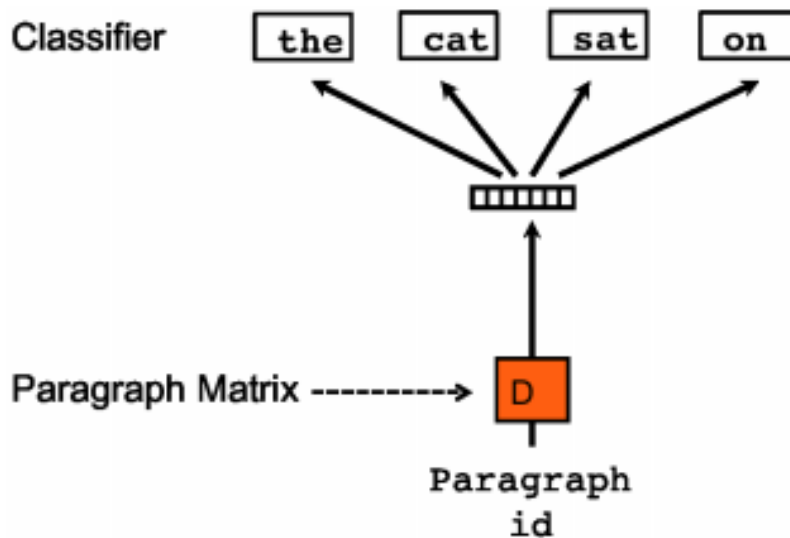 Classifier the cat sat on
Paragraph Matrix D
Paragraph
id